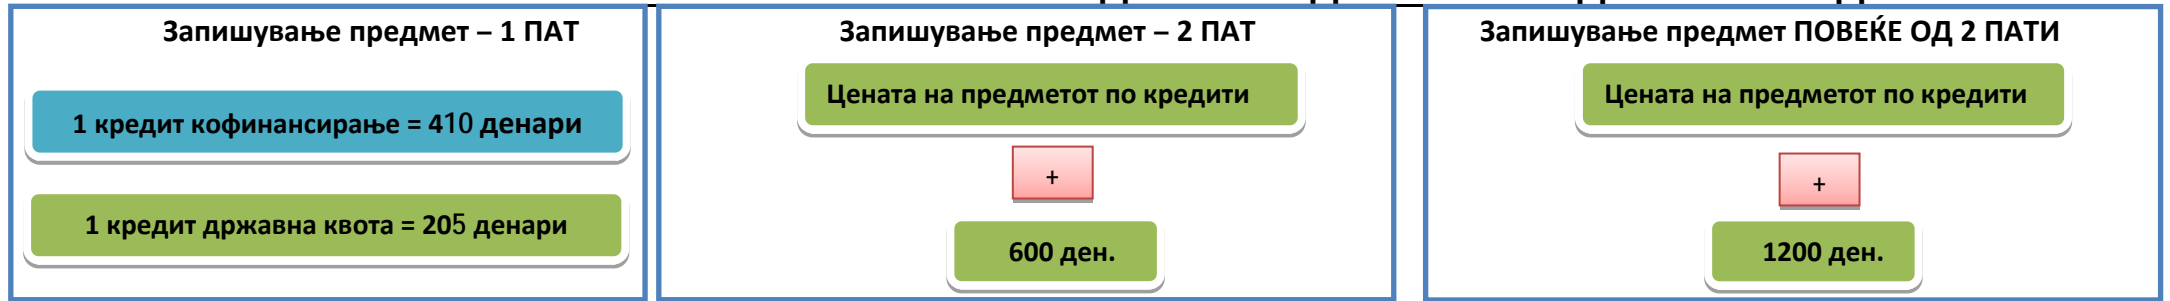 Запишување предмет – 1 ПАТ
1 кредит кофинансирање = 410 денари
1 кредит државна квота = 205 денари
Запишување предмет – 2 ПАТ
Цената на предметот по кредити
+
600 ден.
Запишување предмет ПОВЕЌЕ ОД 2 ПАТИ
Цената на предметот по кредити
+
1200 ден.